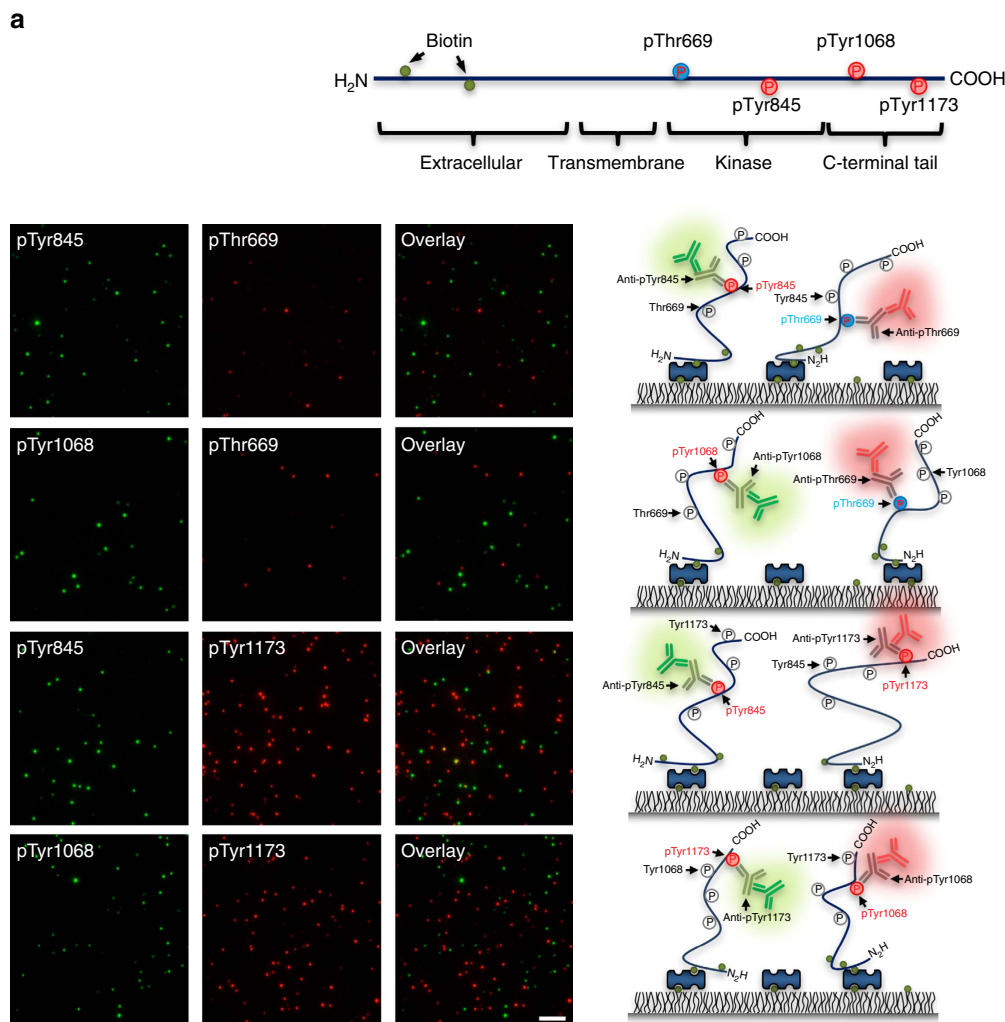 a
Biotin
pThr669
pTyr1068
H2N
P
P
COOH
P
P
pTyr845
pTyr1173
Extracellular
Transmembrane
Kinase
C-terminal tail
pTyr845
pThr669
Overlay
P
COOH
P
Anti-pTyr845
P
pTyr845
Thr669
P
H2N
COOH
P
P
Tyr845
P
pThr669
P
Anti-pThr669
N2H
pTyr1068
pThr669
Overlay
COOH
P
pTyr1068
P
P
Anti-pTyr1068
Thr669
P
H2N
COOH
P
Tyr1068
Anti-pThr669
pThr669
P
P
N2H
pTyr845
pTyr1173
Overlay
Tyr1173
P
COOH
P
Anti-pTyr845
P
pTyr845
P
H2N
Anti-pTyr1173
Tyr845
P
P
P
COOH
pTyr1173
N2H
pTyr1068
pTyr1173
Overlay
COOH
pTyr1173
P
Tyr1068
P
P
P
Anti-pTyr1173
N2H
COOH
Tyr1173
P
Anti-pTyr1068
P
P
pTyr1068
P
N2H